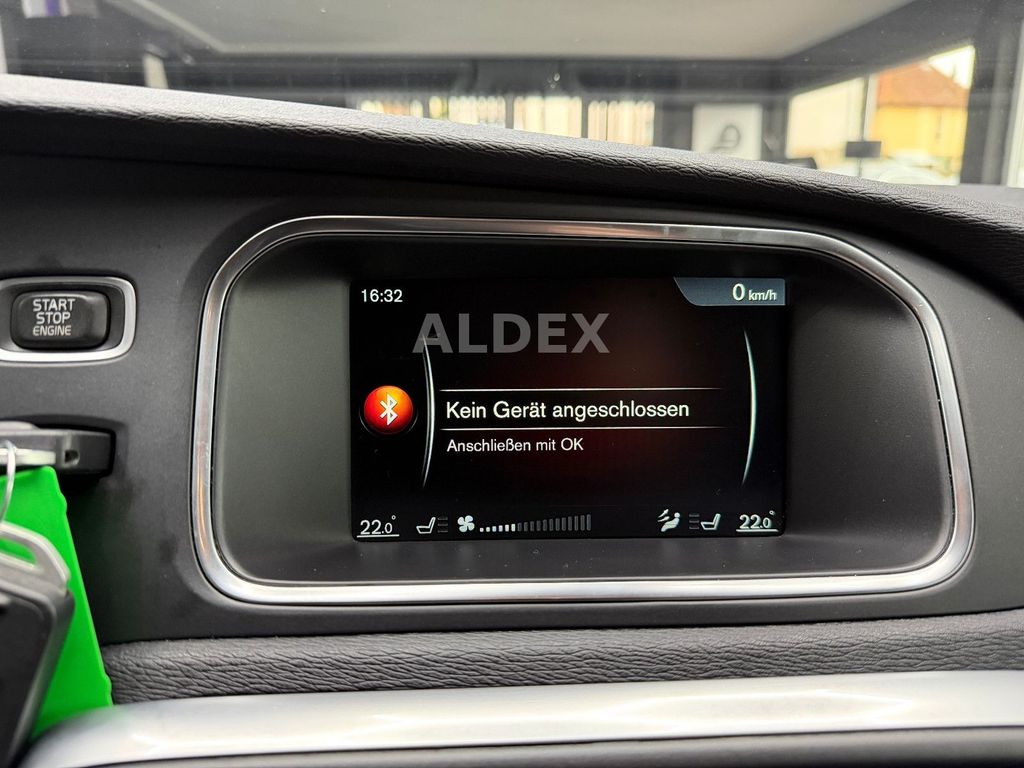 START
STOP
ENGINE
16:32
0 km/h
ALDEX
Kein Gerät angeschlossen
Anschließen mit OK
22.0°
22.0°